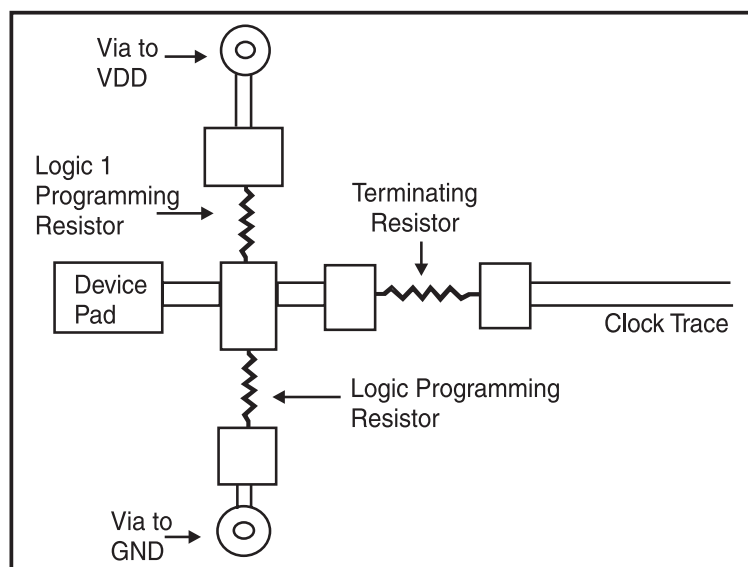 Via to
VDD
Logic 1
Programming
Resistor
Terminating
Resistor
Device
Pad
Clock Trace
Logic Programming
Resistor
Via to
GND